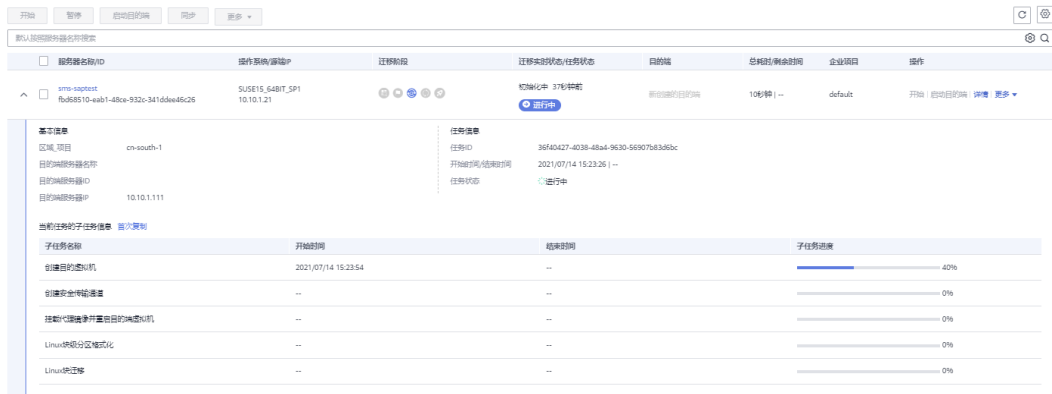 开始 暂停 启动目的端 同步 更多
默认按照服务器名称搜索
服务器名称/ID 操作系统/源端IP 迁移阶段 迁移实时状态/任务状态 目的端 总耗时/剩余时间 企业项目 操作
sms-saptest SUSE15_64BIT_SP1 初始化中 37秒钟前
fbd68510-eab1-48ce-932c-341ddee46c26 10.10.1.21 进行中 新创建的目的端 10秒钟 | -- default 开始 | 启动目的端 | 详情 | 更多
基本信息 任务信息
区域_项目 cn-south-1 任务ID 36f40427-4038-48a4-9630-56907b83d6bc
目的端服务器名称 开始时间/结束时间 2021/07/14 15:23:26 | --
目的端服务器ID 任务状态 进行中
目的端服务器IP 10.10.1.111
当前任务的子任务信息 首次复制
子任务名称 开始时间 结束时间 子任务进度
创建目的虚拟机 2021/07/14 15:23:54 -- 40%
创建安全传输通道 -- -- 0%
挂载代理镜像并重启目的端虚拟机 -- -- 0%
Linux块级分区格式化 -- -- 0%
Linux块迁移 -- -- 0%